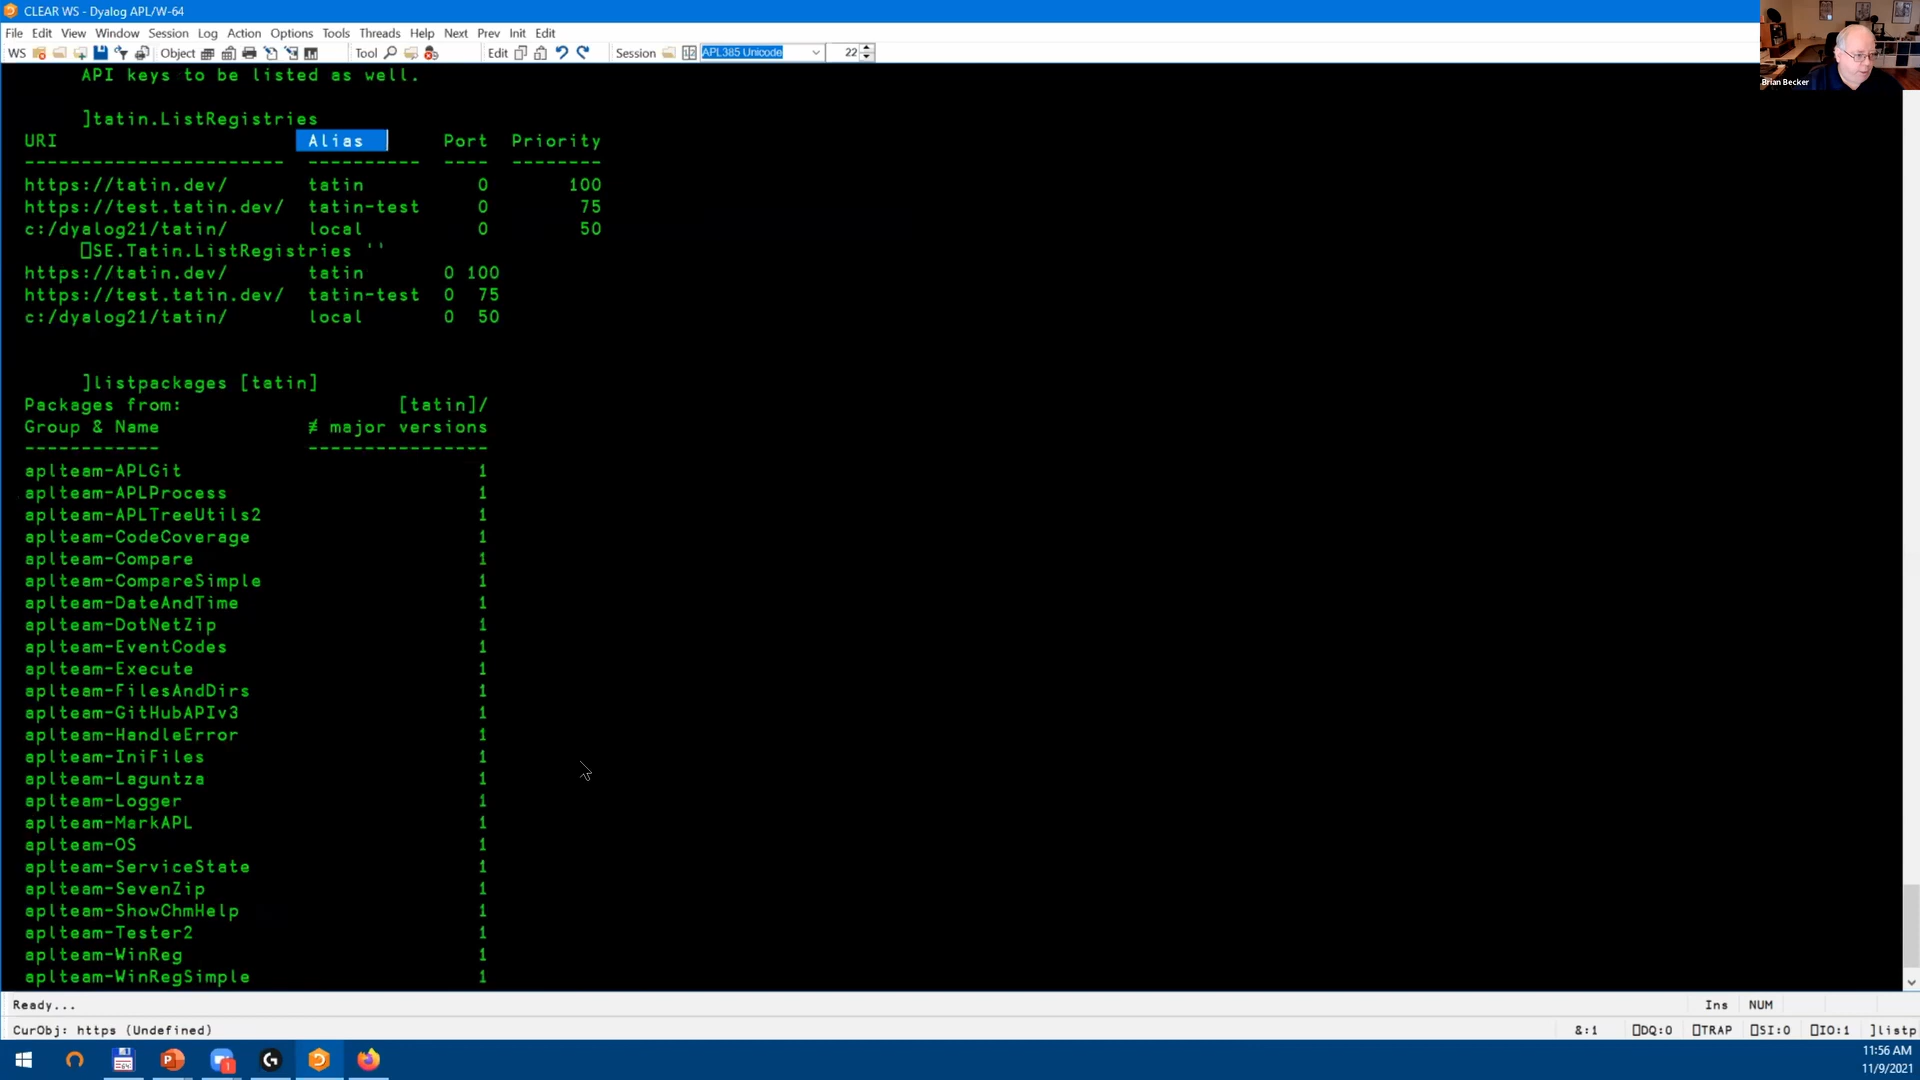 CLEAR WS - Dyalog APL/W-64
File Edit View Window Session Log Action Options Tools Threads Help Next Prev Init Edit
WS Object Tool Edit Session APL385 Unicode 22
Brian Becker
API keys to be listed as well.
]tatin.ListRegistries
URI Alias Port Priority
----------------------- ---------- ---- --------
https://tatin.dev/ tatin 0 100
https://test.tatin.dev/ tatin-test 0 75
c:/dyalog21/tatin/ local 0 50
⎕SE.Tatin.ListRegistries ''
https://tatin.dev/ tatin 0 100
https://test.tatin.dev/ tatin-test 0 75
c:/dyalog21/tatin/ local 0 50
]listpackages [tatin]
Packages from: [tatin]/
Group & Name ≢ major versions
------------ ----------------
aplteam-APLGit 1
aplteam-APLProcess 1
aplteam-APLTreeUtils2 1
aplteam-CodeCoverage 1
aplteam-Compare 1
aplteam-CompareSimple 1
aplteam-DateAndTime 1
aplteam-DotNetZip 1
aplteam-EventCodes 1
aplteam-Execute 1
aplteam-FilesAndDirs 1
aplteam-GitHubAPIv3 1
aplteam-HandleError 1
aplteam-IniFiles 1
aplteam-Laguntza 1
aplteam-Logger 1
aplteam-MarkAPL 1
aplteam-OS 1
aplteam-ServiceState 1
aplteam-SevenZip 1
aplteam-ShowChmHelp 1
aplteam-Tester2 1
aplteam-WinReg 1
aplteam-WinRegSimple 1
Ready... Ins NUM
CurObj: https (Undefined) &:1 ⎕DQ:0 ⎕TRAP ⎕SI:0 ⎕IO:1 ]listp
11:56 AM
11/9/2021